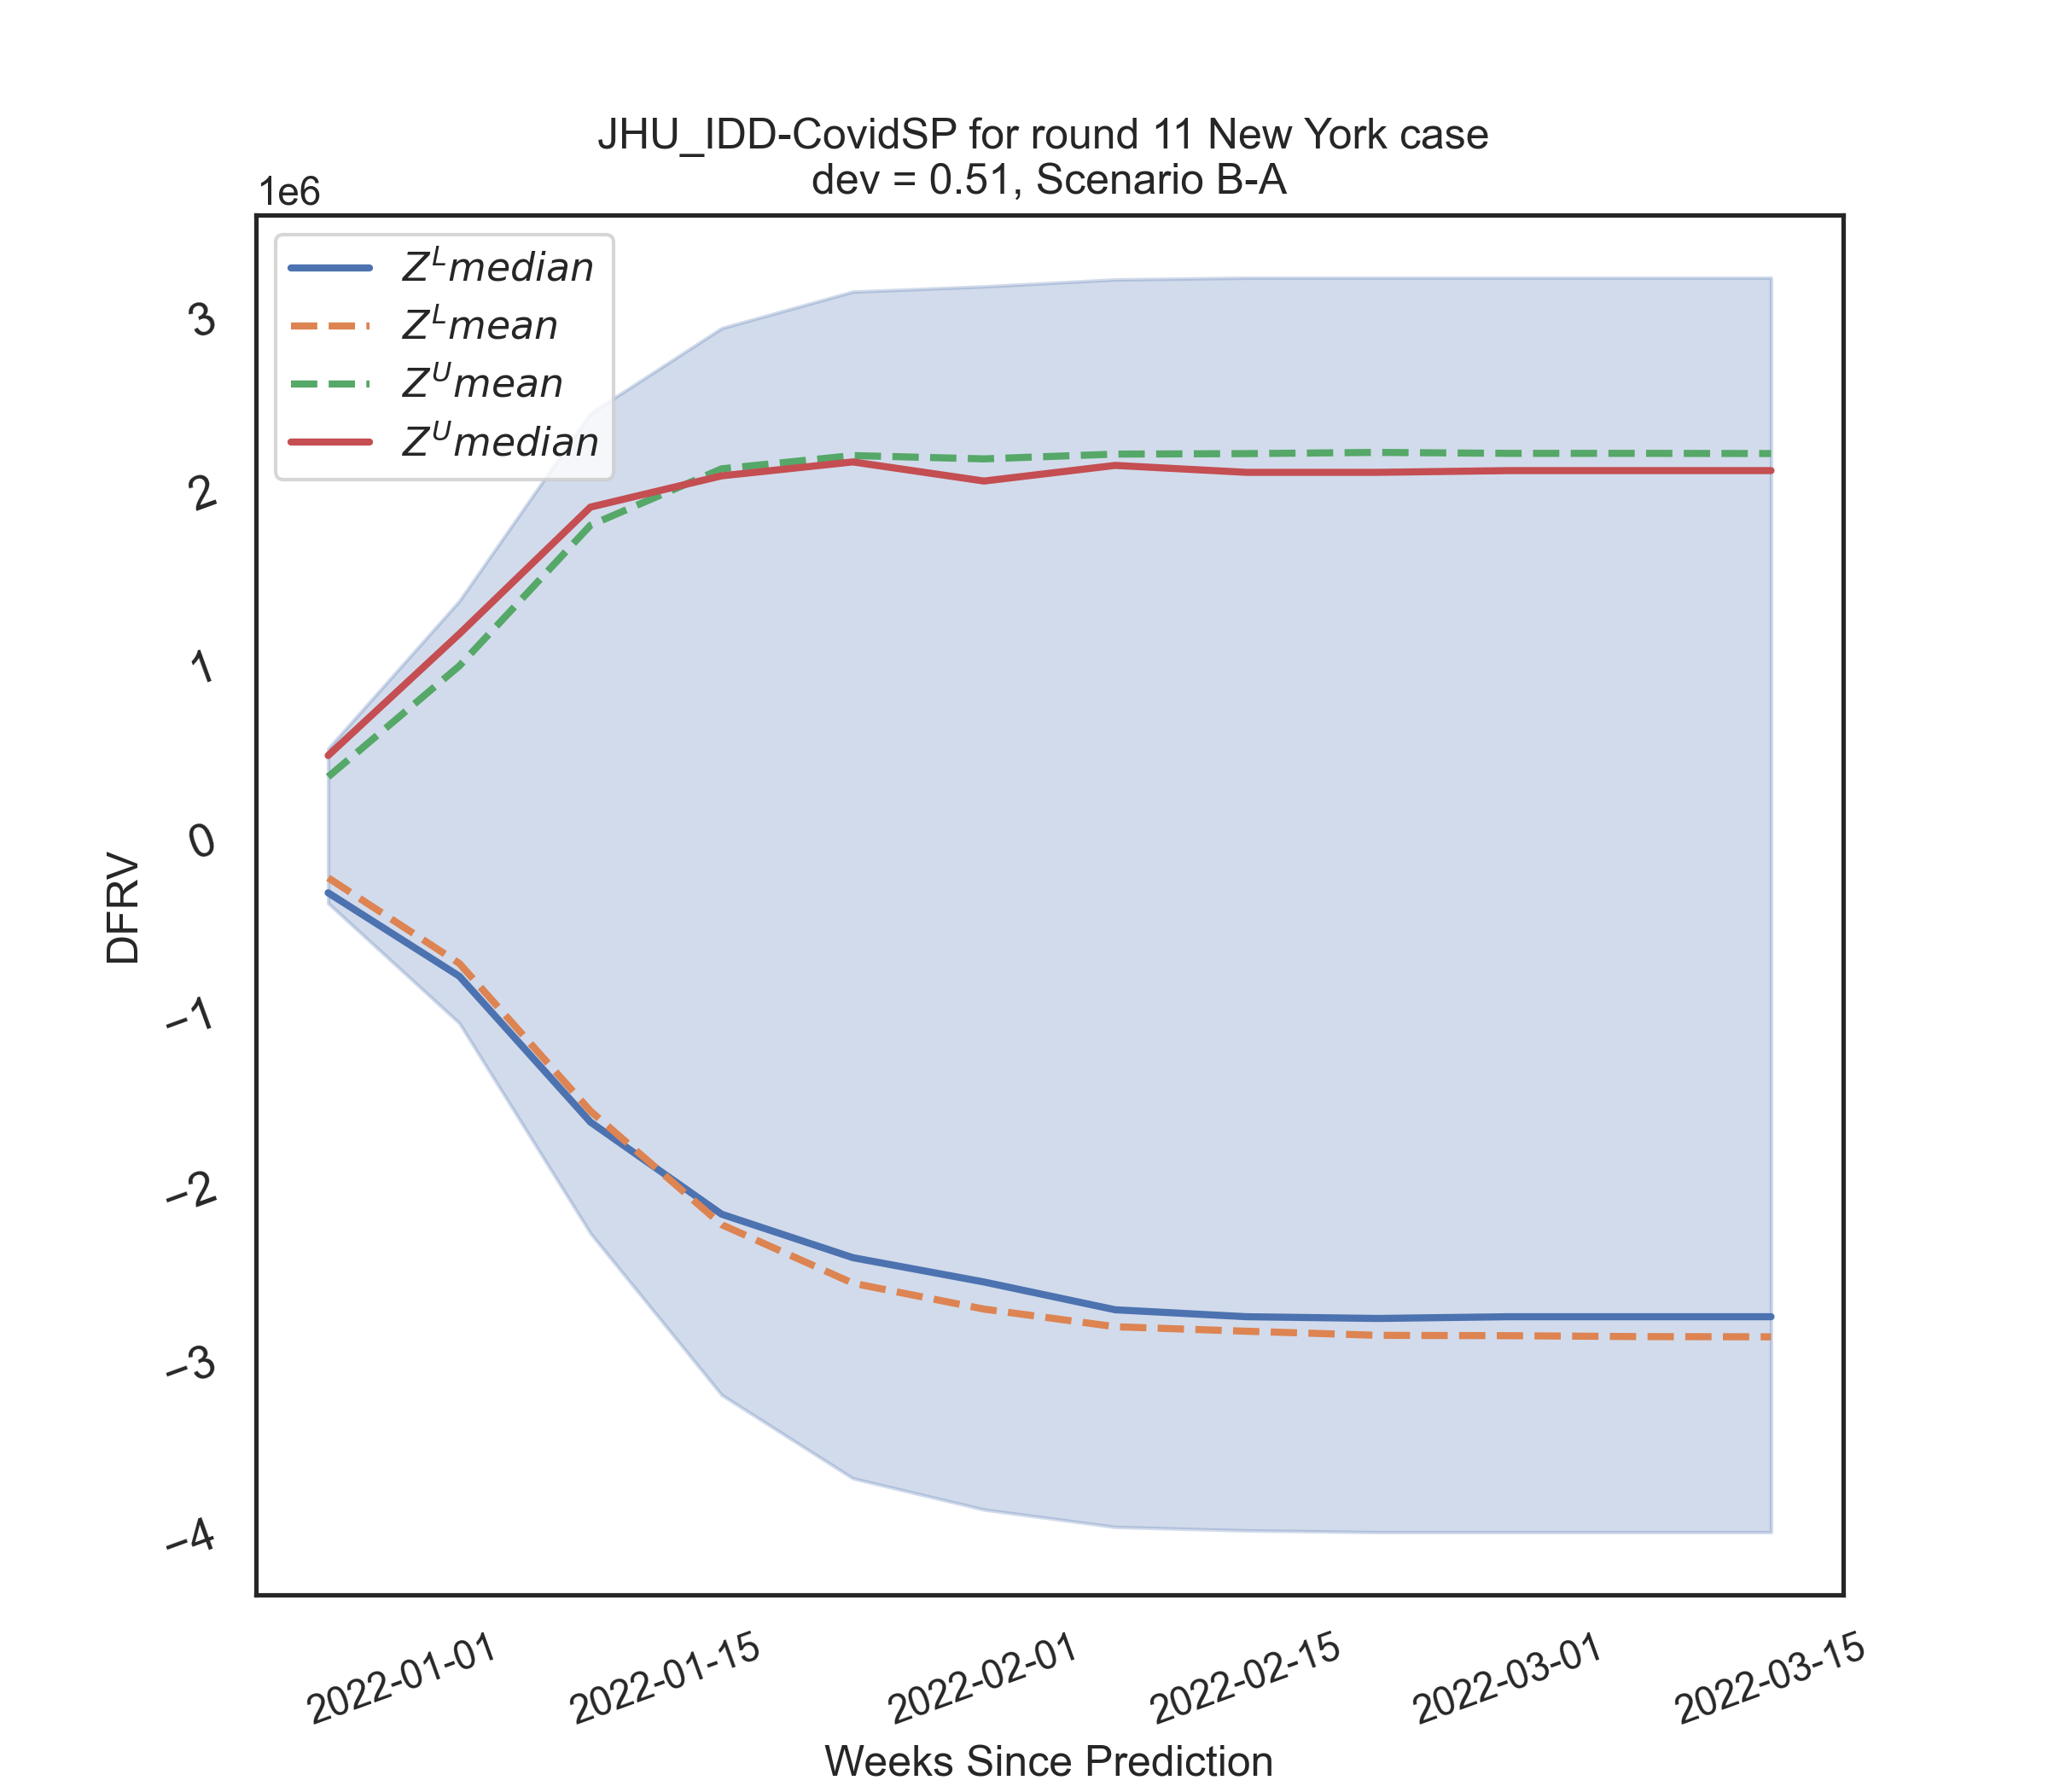 JHU_IDD-CovidSP for round 11 New York case
dev = 0.51, Scenario B-A
1e6
Z^L median
Z^L mean
Z^U mean
Z^U median
3
2
1
0
−1
−2
−3
−4
DFRV
2022-01-01
2022-01-15
2022-02-01
2022-02-15
2022-03-01
2022-03-15
Weeks Since Prediction